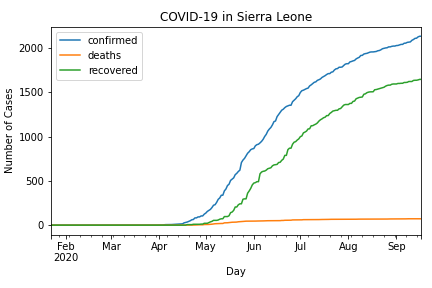 COVID-19 in Sierra Leone
confirmed
deaths
recovered
Number of Cases
2000
1500
1000
500
0
Feb Mar Apr May Jun Jul Aug Sep
2020
Day